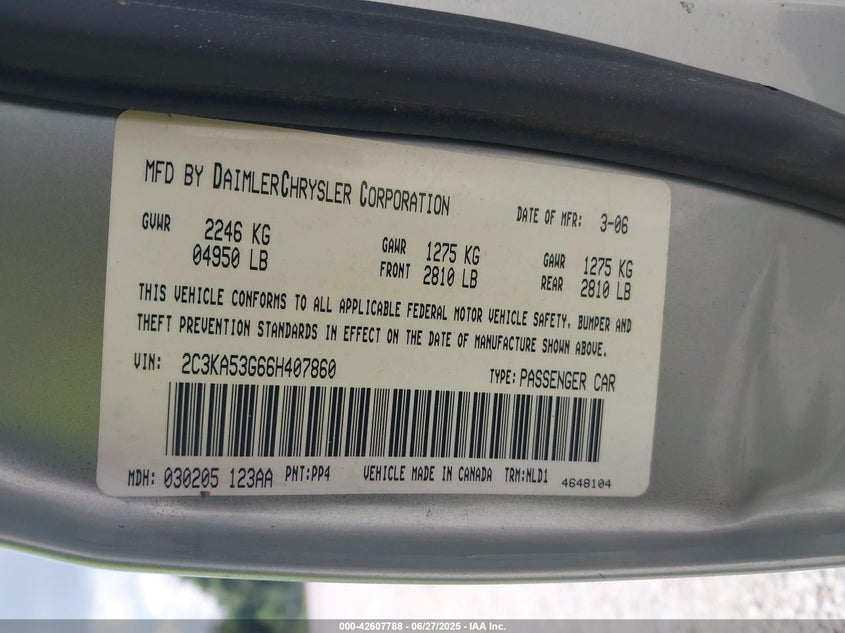 MFD BY DAIMLERCHRYSLER CORPORATION
DATE OF MFR: 3-06
GVWR 2246 KG
04950 LB
GAWR FRONT 1275 KG
2810 LB
GAWR REAR 1275 KG
2810 LB
THIS VEHICLE CONFORMS TO ALL APPLICABLE FEDERAL MOTOR VEHICLE SAFETY, BUMPER AND
THEFT PREVENTION STANDARDS IN EFFECT ON THE DATE OF MANUFACTURE SHOWN ABOVE.
VIN: 2C3KA53G66H407860
TYPE: PASSENGER CAR
MDH: 030205 123AA PNT:PP4 VEHICLE MADE IN CANADA TRM:NLD1 4648104
000-42607788 - 06/27/2025 - IAA Inc.